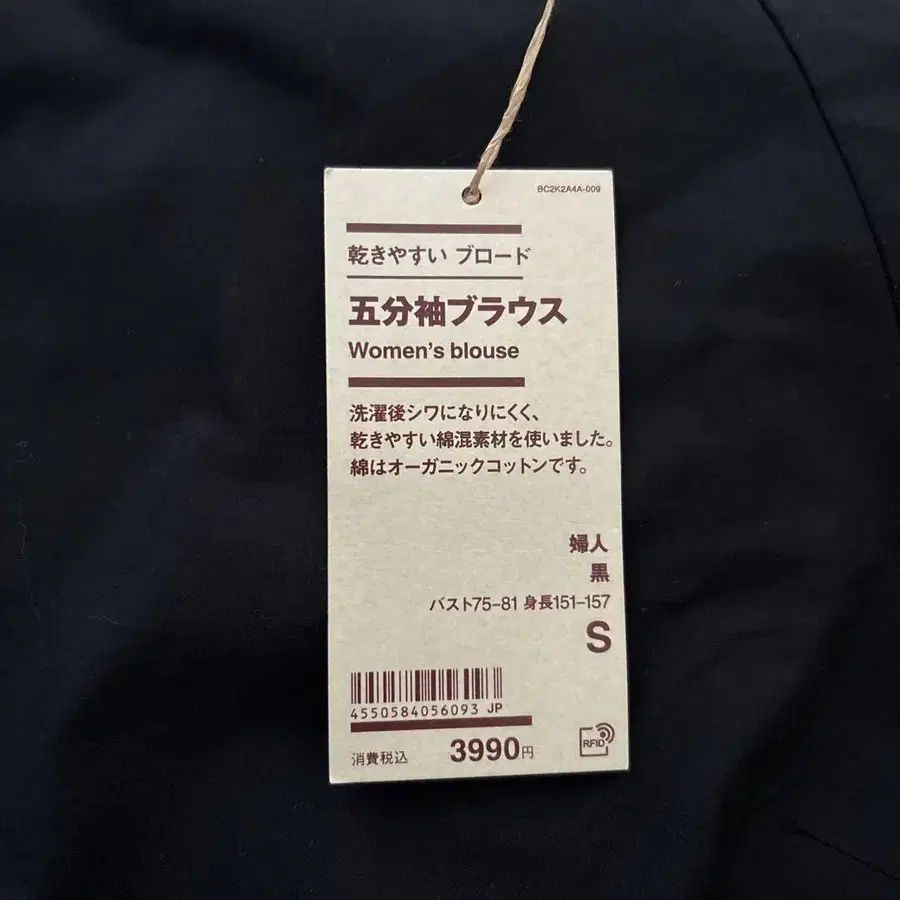 BC2K2A4A-009
乾きやすい ブロード
五分袖ブラウス
Women's blouse
洗濯後シワになりにくく、
乾きやすい綿混素材を使いました。
綿はオーガニックコットンです。
婦人
黒
バスト75-81 身長151-157
S
4550584056093 JP
消費税込 3990円
RFID